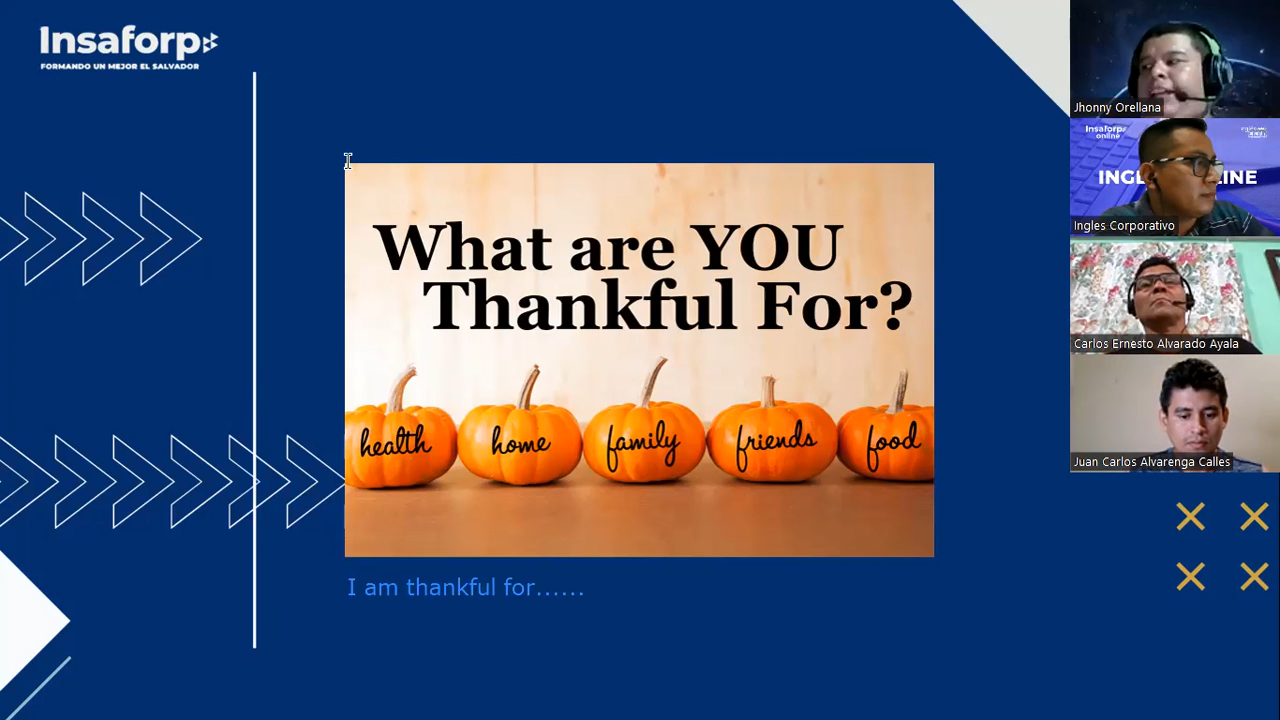 Insaforp
FORMANDO UN MEJOR EL SALVADOR
What are YOU
Thankful For?
health
home
family
friends
food
I am thankful for......
Jhonny Orellana
Insaforp
online
Ingles Corporativo
Carlos Ernesto Alvarado Ayala
Juan Carlos Alvarenga Calles